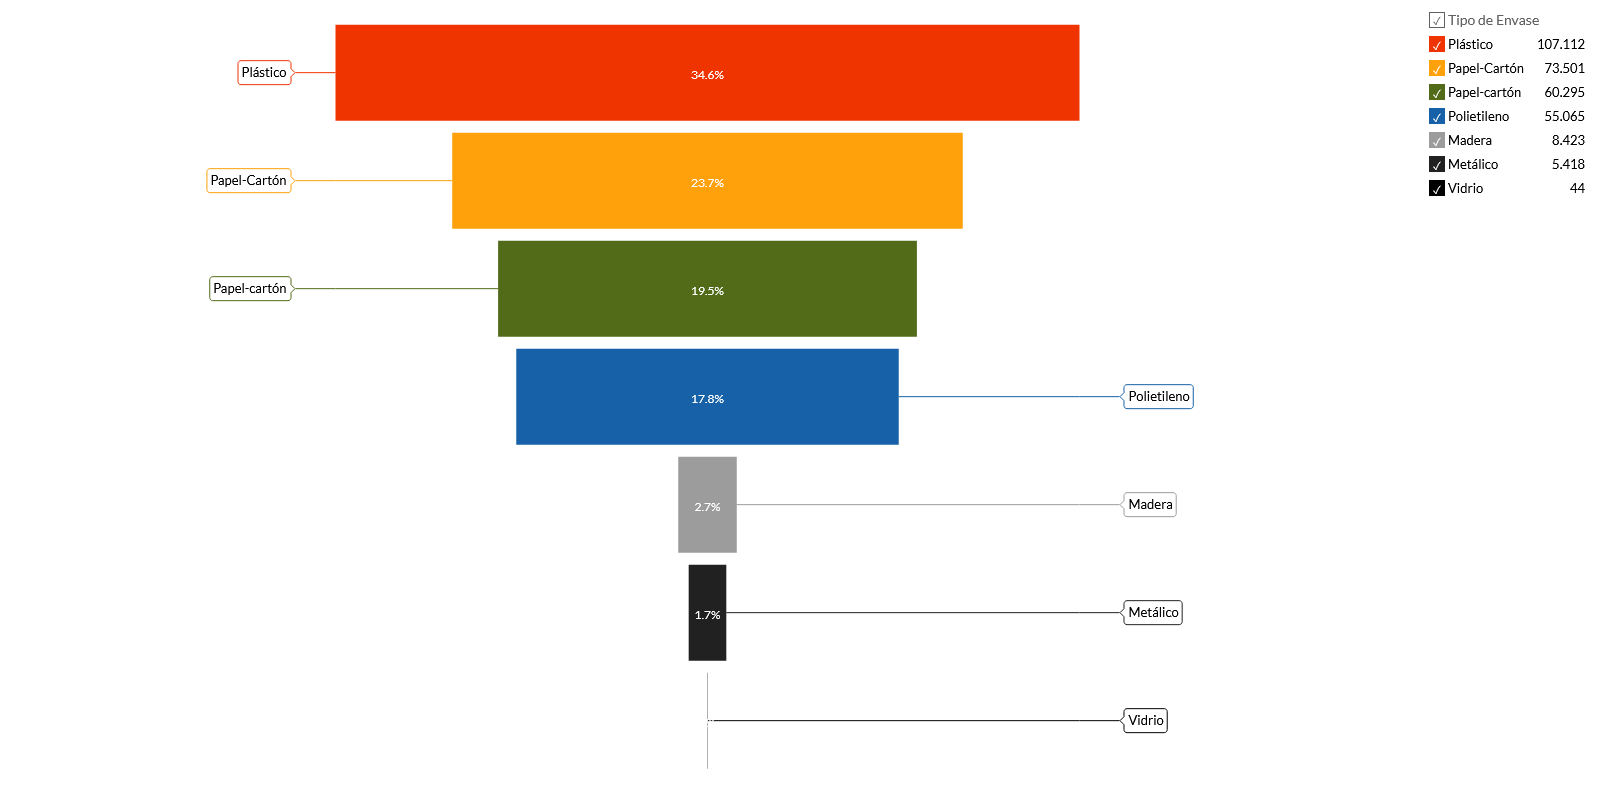 Plástico
34.6%
Papel-Cartón
23.7%
Papel-cartón
19.5%
17.8%
Polietileno
2.7%
Madera
1.7%
Metálico
Vidrio
Tipo de Envase
Plástico 107.112
Papel-Cartón 73.501
Papel-cartón 60.295
Polietileno 55.065
Madera 8.423
Metálico 5.418
Vidrio 44